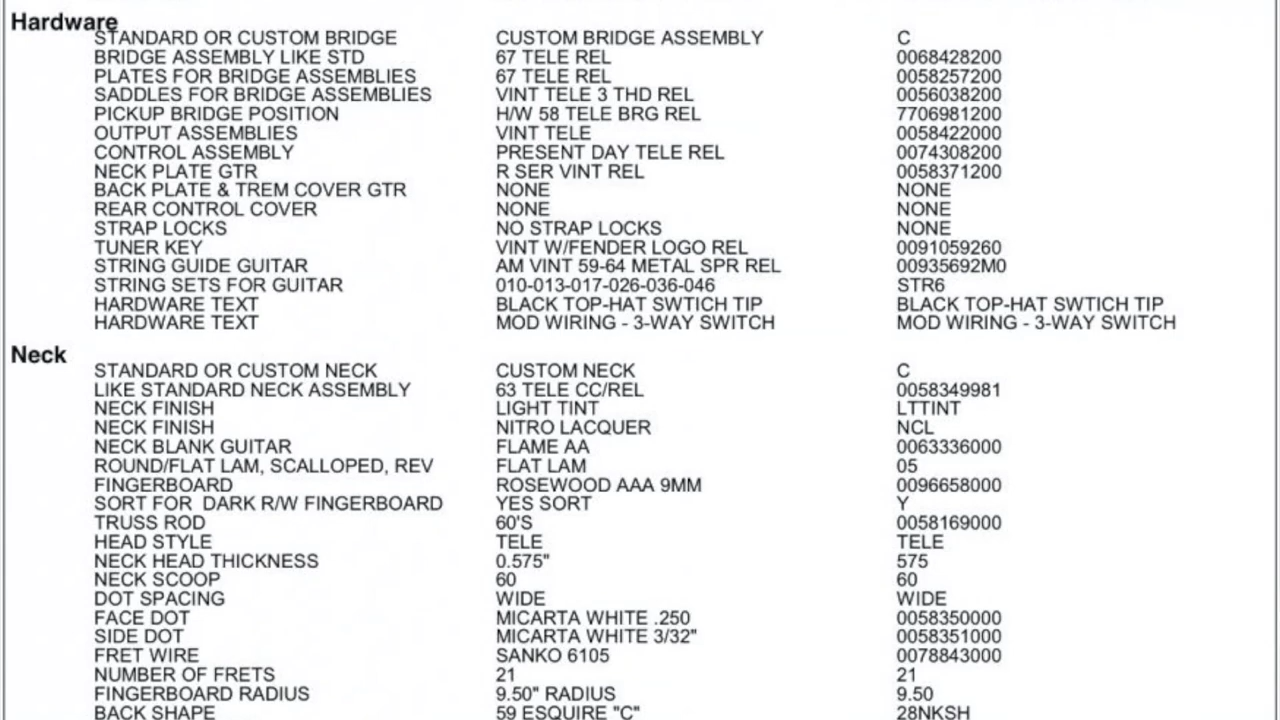 Hardware
STANDARD OR CUSTOM BRIDGE CUSTOM BRIDGE ASSEMBLY C
BRIDGE ASSEMBLY LIKE STD 67 TELE REL 0068428200
PLATES FOR BRIDGE ASSEMBLIES 67 TELE REL 0058257200
SADDLES FOR BRIDGE ASSEMBLIES VINT TELE 3 THD REL 0056038200
PICKUP BRIDGE POSITION H/W 58 TELE BRG REL 7706981200
OUTPUT ASSEMBLIES VINT TELE 0058422000
CONTROL ASSEMBLY PRESENT DAY TELE REL 0074308200
NECK PLATE GTR R SER VINT REL 0058371200
BACK PLATE & TREM COVER GTR NONE NONE
REAR CONTROL COVER NONE NONE
STRAP LOCKS NO STRAP LOCKS NONE
TUNER KEY VINT W/FENDER LOGO REL 0091059260
STRING GUIDE GUITAR AM VINT 59-64 METAL SPR REL 00935692M0
STRING SETS FOR GUITAR 010-013-017-026-036-046 STR6
HARDWARE TEXT BLACK TOP-HAT SWTICH TIP BLACK TOP-HAT SWTICH TIP
HARDWARE TEXT MOD WIRING - 3-WAY SWITCH MOD WIRING - 3-WAY SWITCH
Neck
STANDARD OR CUSTOM NECK CUSTOM NECK C
LIKE STANDARD NECK ASSEMBLY 63 TELE CC/REL 0058349981
NECK FINISH LIGHT TINT LTTINT
NECK FINISH NITRO LACQUER NCL
NECK BLANK GUITAR FLAME AA 0063336000
ROUND/FLAT LAM, SCALLOPED, REV FLAT LAM 05
FINGERBOARD ROSEWOOD AAA 9MM 0096658000
SORT FOR DARK R/W FINGERBOARD YES SORT Y
TRUSS ROD 60'S 0058169000
HEAD STYLE TELE TELE
NECK HEAD THICKNESS 0.575" 575
NECK SCOOP 60 60
DOT SPACING WIDE WIDE
FACE DOT MICARTA WHITE .250 0058350000
SIDE DOT MICARTA WHITE 3/32" 0058351000
FRET WIRE SANKO 6105 0078843000
NUMBER OF FRETS 21 21
FINGERBOARD RADIUS 9.50" RADIUS 9.50
BACK SHAPE 59 ESQUIRE "C" 28NKSH